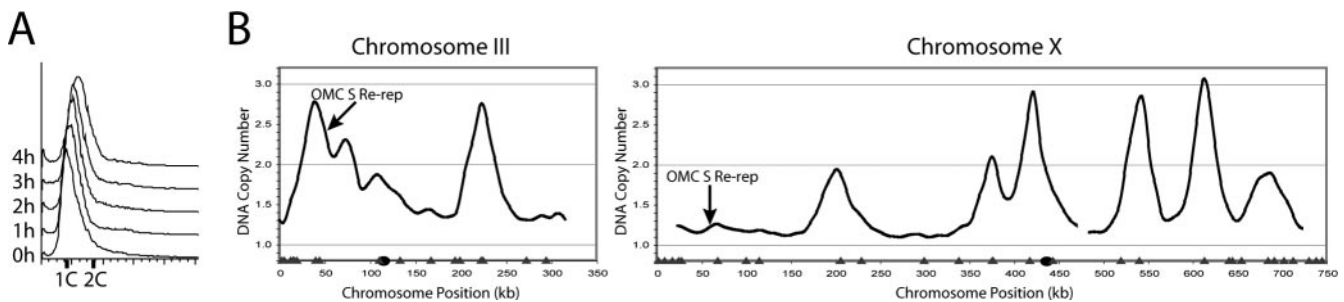 A
4h
3h
2h
1h
0h
1C 2C
B
Chromosome III
DNA Copy Number
3.0
2.5
2.0
1.5
1.0
OMC S Re-rep
0 50 100 150 200 250 300 350
Chromosome Position (kb)
Chromosome X
DNA Copy Number
3.0
2.5
2.0
1.5
1.0
OMC S Re-rep
0 50 100 150 200 250 300 350 400 450 500 550 600 650 700 750
Chromosome Position (kb)